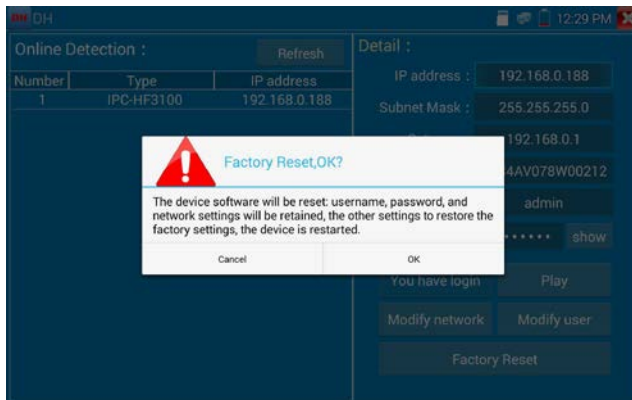 DH DH
12:29 PM
Online Detection :
Refresh
Number Type IP address
1 IPC-HF3100 192.168.0.188
Detail :
IP address : 192.168.0.188
Subnet Mask : 255.255.255.0
192.168.0.1
4AV078W00212
admin
•••••• show
You have login Play
Modify network Modify user
Factory Reset
Factory Reset,OK?
The device software will be reset: username, password, and
network settings will be retained, the other settings to restore the
factory settings, the device is restarted.
Cancel OK